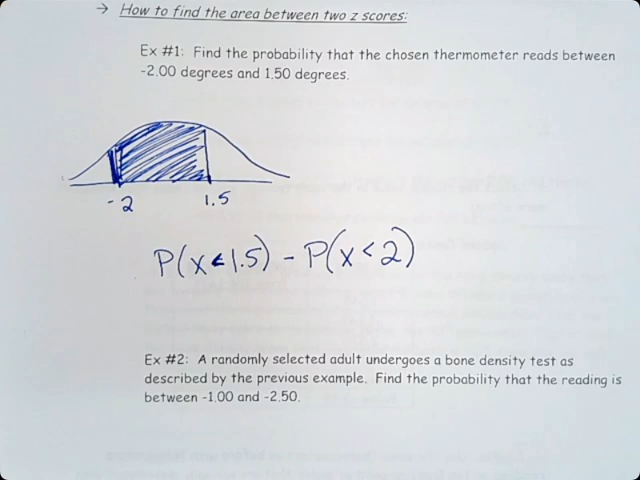 → How to find the area between two z scores:
Ex #1: Find the probability that the chosen thermometer reads between
-2.00 degrees and 1.50 degrees.
-2 1.5
P(x<1.5) - P(x<2)
Ex #2: A randomly selected adult undergoes a bone density test as
described by the previous example. Find the probability that the reading is
between -1.00 and -2.50.